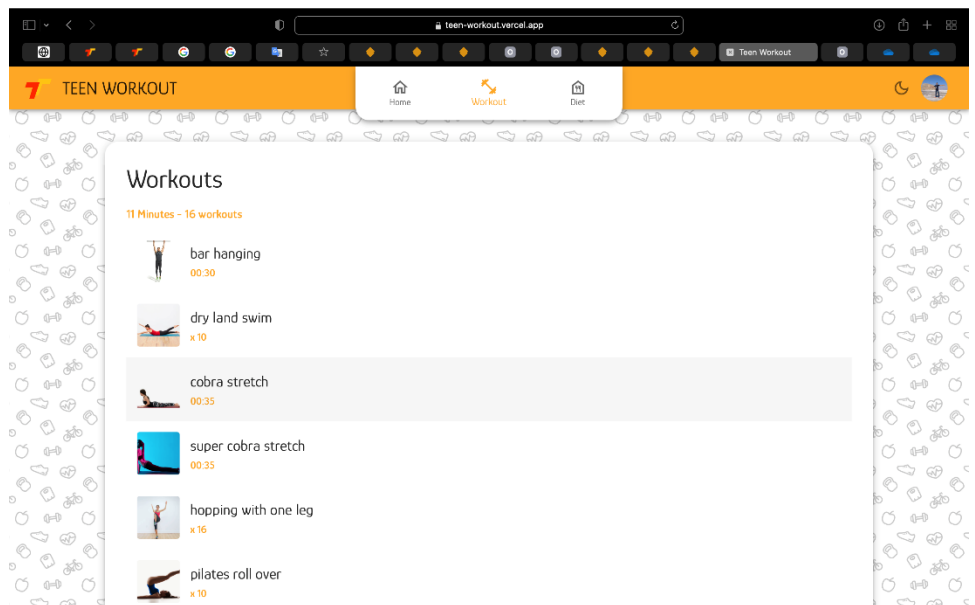 teen-workout.vercel.app
Teen Workout
TEEN WORKOUT
Home
Workout
Diet
Workouts
11 Minutes - 16 workouts
bar hanging
00:30
dry land swim
x 10
cobra stretch
00:35
super cobra stretch
00:35
hopping with one leg
x 16
pilates roll over
x 10